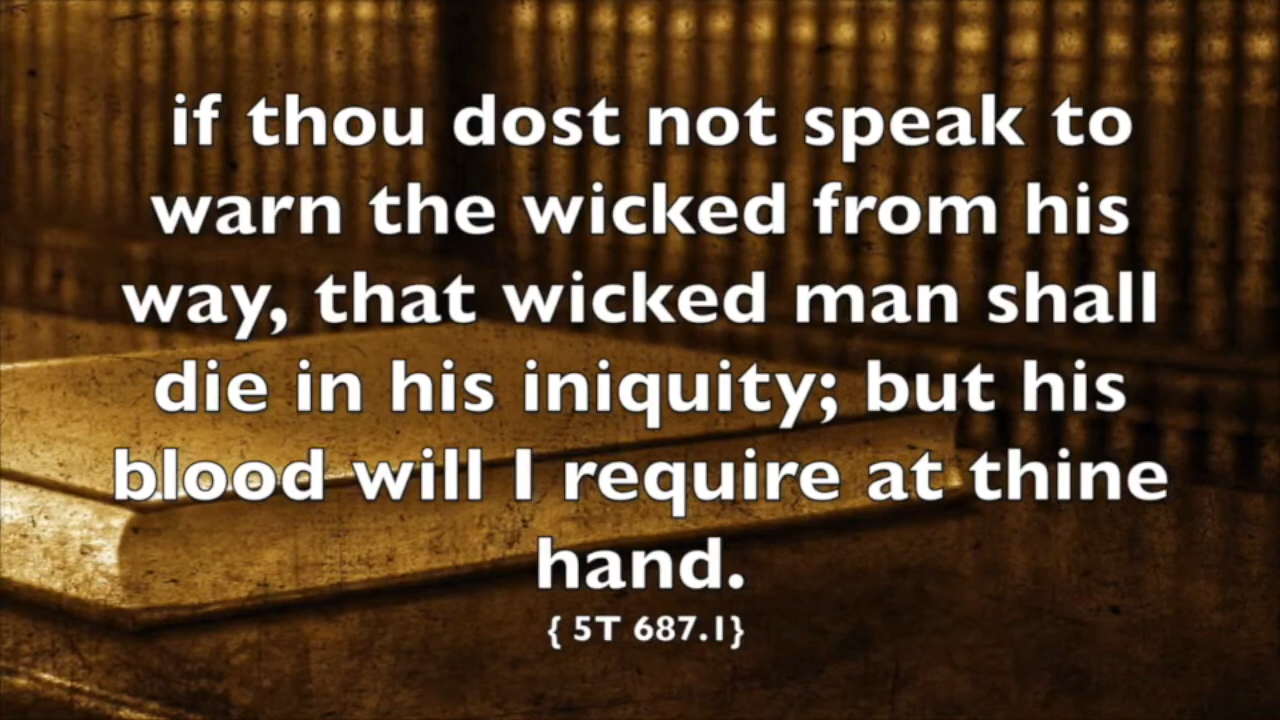 if thou dost not speak to
warn the wicked from his
way, that wicked man shall
die in his iniquity; but his
blood will I require at thine
hand.
{ 5T 687.1}